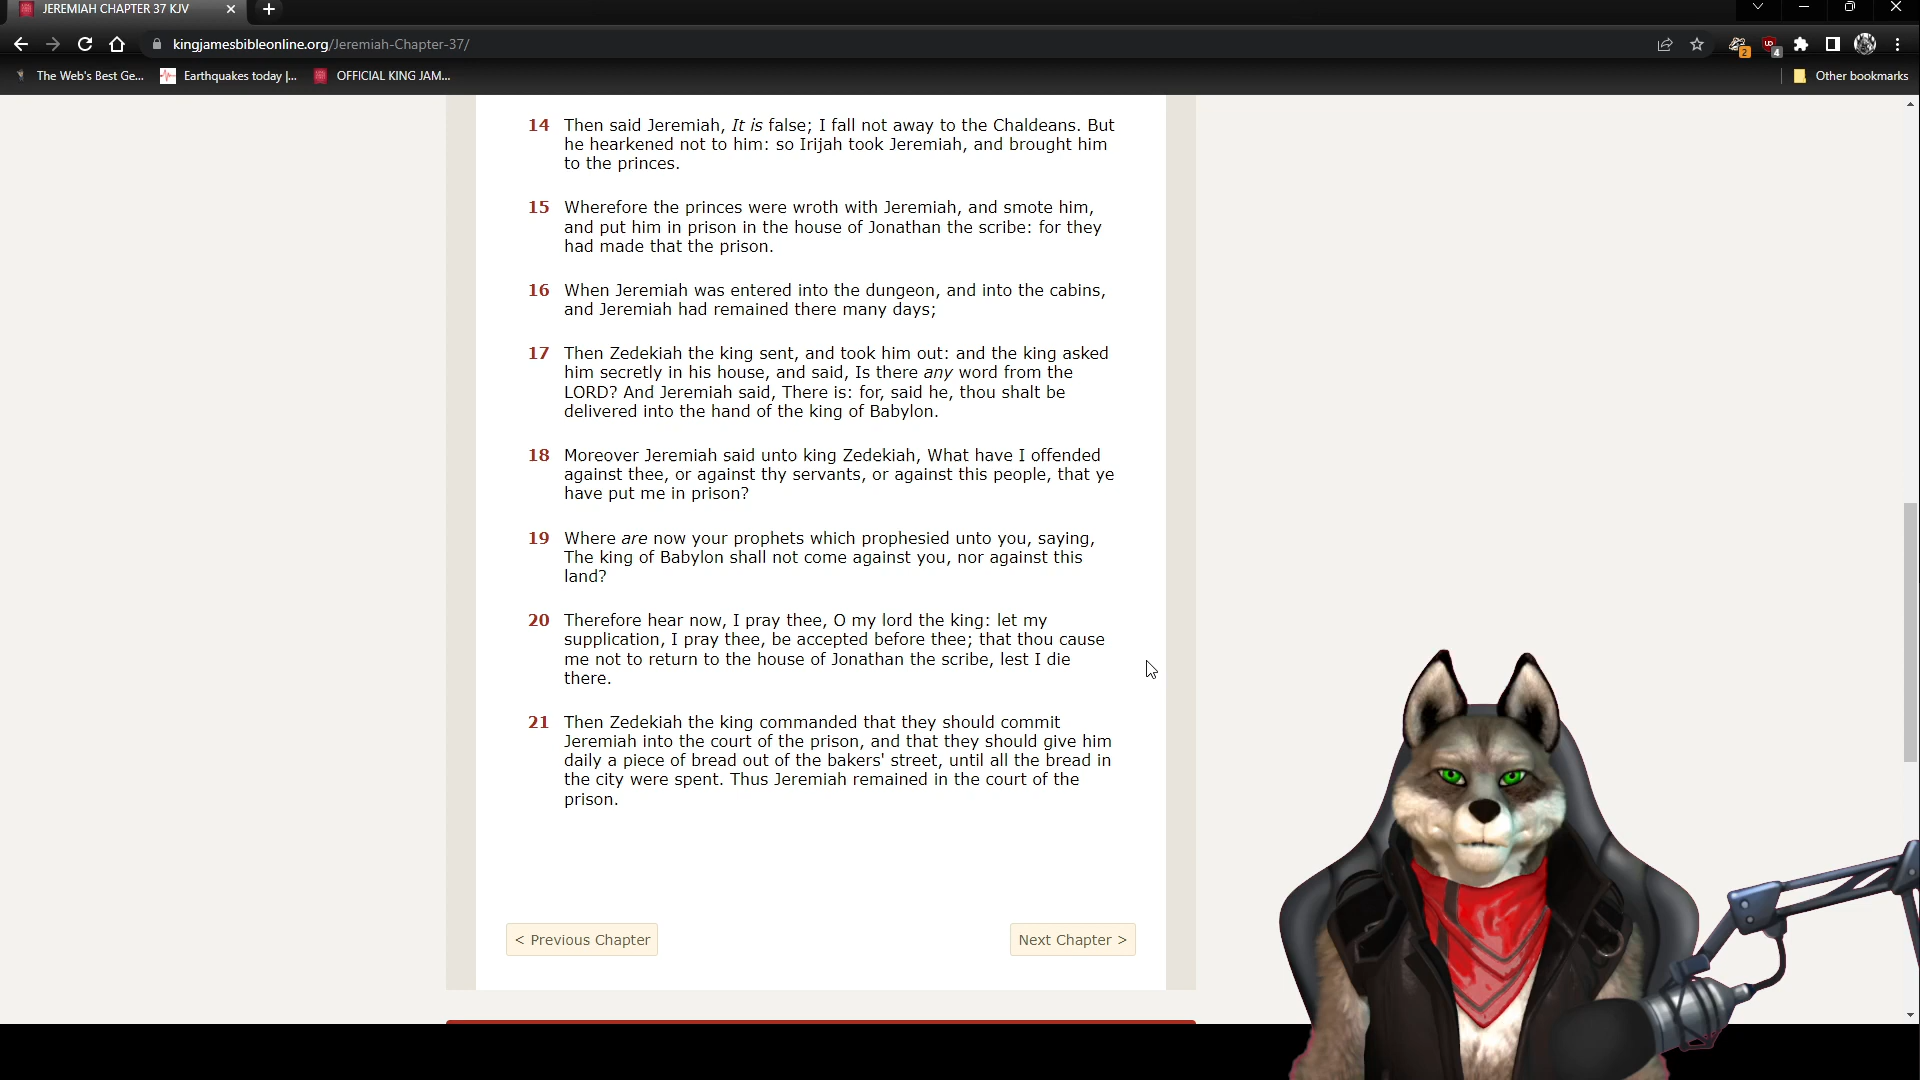 JEREMIAH CHAPTER 37 KJV
kingjamesbibleonline.org/Jeremiah-Chapter-37/
2
4
The Web's Best Ge...
Earthquakes today |...
OFFICIAL KING JAM...
Other bookmarks
14 Then said Jeremiah, It is false; I fall not away to the Chaldeans. But
he hearkened not to him: so Irijah took Jeremiah, and brought him
to the princes.
15 Wherefore the princes were wroth with Jeremiah, and smote him,
and put him in prison in the house of Jonathan the scribe: for they
had made that the prison.
16 When Jeremiah was entered into the dungeon, and into the cabins,
and Jeremiah had remained there many days;
17 Then Zedekiah the king sent, and took him out: and the king asked
him secretly in his house, and said, Is there any word from the
LORD? And Jeremiah said, There is: for, said he, thou shalt be
delivered into the hand of the king of Babylon.
18 Moreover Jeremiah said unto king Zedekiah, What have I offended
against thee, or against thy servants, or against this people, that ye
have put me in prison?
19 Where are now your prophets which prophesied unto you, saying,
The king of Babylon shall not come against you, nor against this
land?
20 Therefore hear now, I pray thee, O my lord the king: let my
supplication, I pray thee, be accepted before thee; that thou cause
me not to return to the house of Jonathan the scribe, lest I die
there.
21 Then Zedekiah the king commanded that they should commit
Jeremiah into the court of the prison, and that they should give him
daily a piece of bread out of the bakers' street, until all the bread in
the city were spent. Thus Jeremiah remained in the court of the
prison.
< Previous Chapter
Next Chapter >